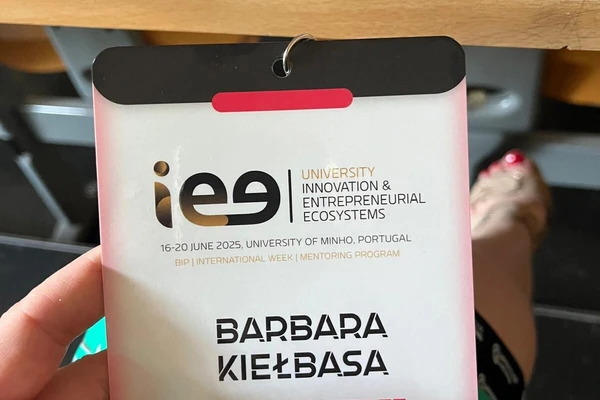 iee
UNIVERSITY
INNOVATION &
ENTREPRENEURIAL
ECOSYSTEMS
16-20 JUNE 2025, UNIVERSITY OF MINHO, PORTUGAL
BIP | INTERNATIONAL WEEK | MENTORING PROGRAM
BARBARA
KIEŁBASA